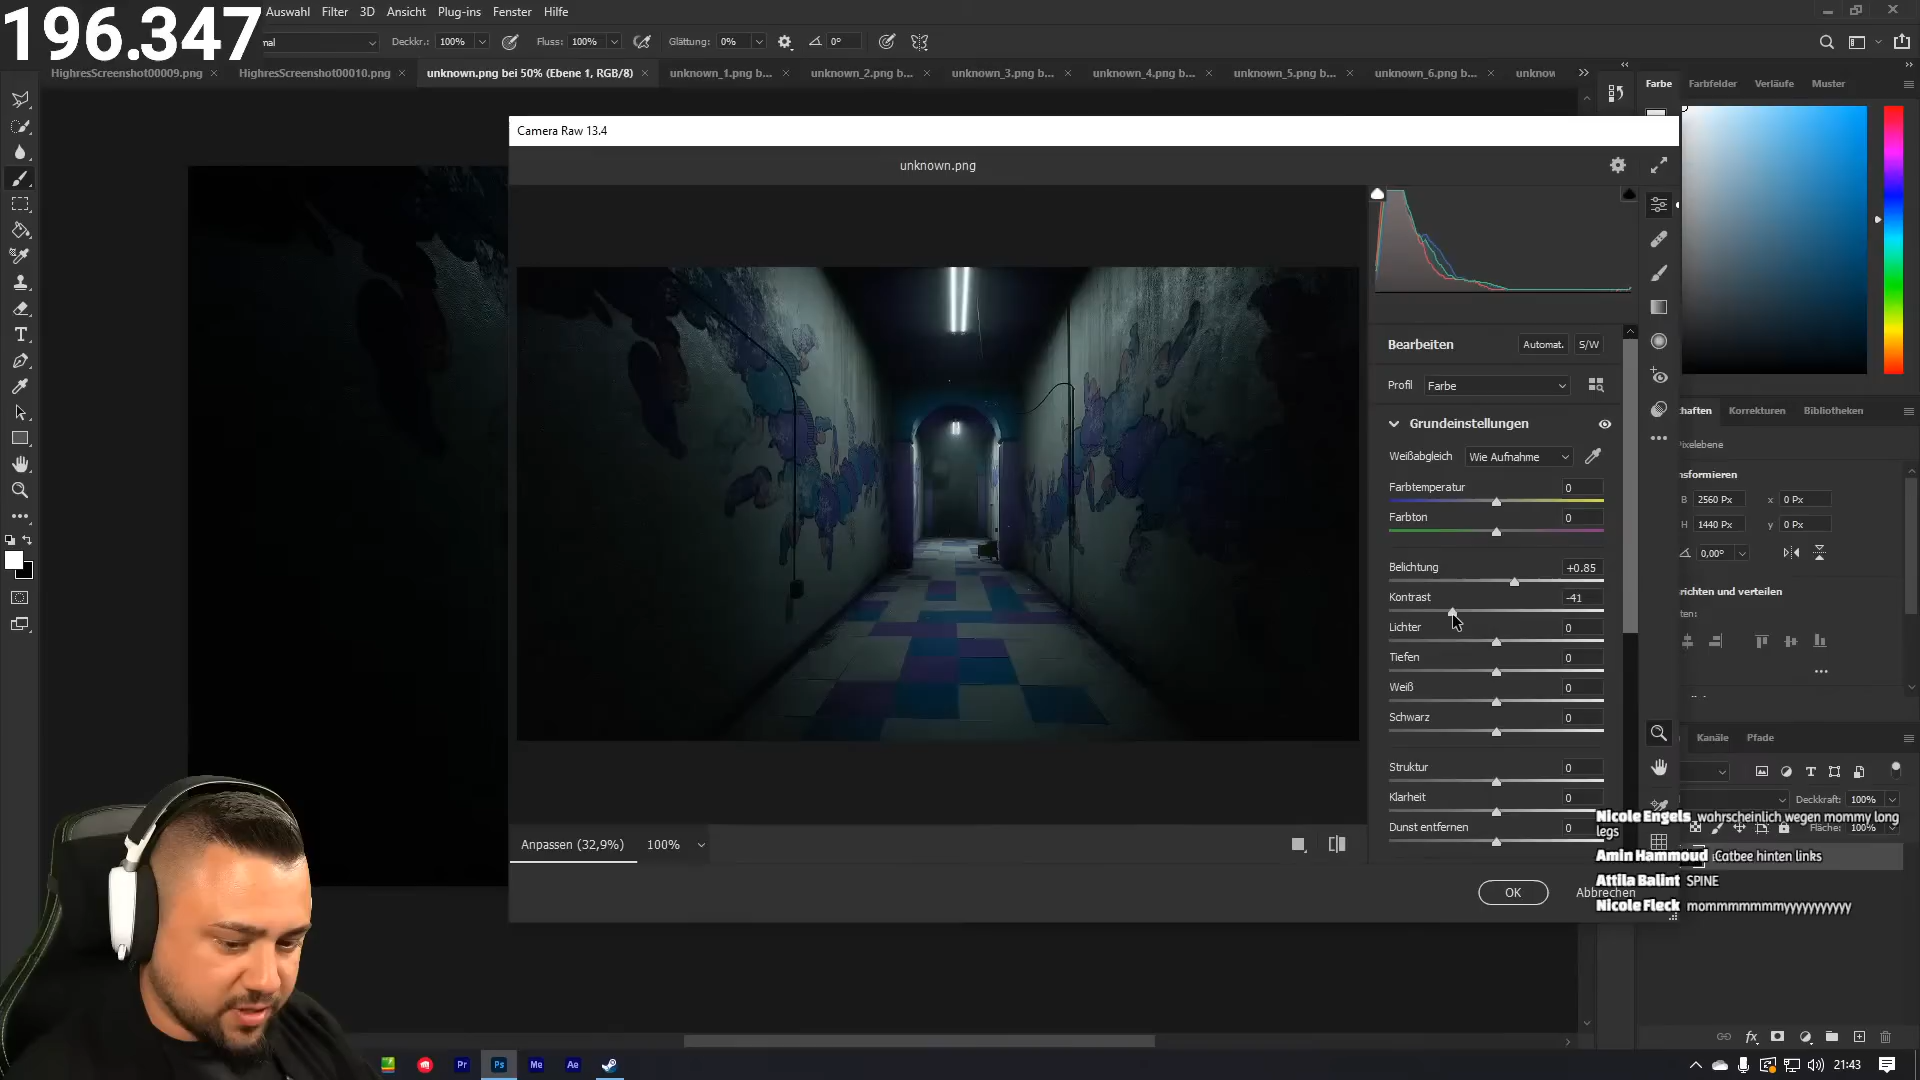 196.347
Auswahl Filter 3D Ansicht Plug-ins Fenster Hilfe
Deckkr.: 100% Fluss: 100% Glättung: 0% 0°
HighresScreenshot00009.png × HighresScreenshot00010.png × unknown.png bei 50% (Ebene 1, RGB/8) × unknown_1.png b... × unknown_2.png b... × unknown_3.png b... × unknown_4.png b... × unknown_5.png b... × unknown_6.png b... × unknow
Farbe Farbfelder Verläufe Muster
Camera Raw 13.4
unknown.png
Bearbeiten Automat. S/W
Profil Farbe
Grundeinstellungen
Weißabgleich Wie Aufnahme
Farbtemperatur 0
Farbton 0
Belichtung +0.85
Kontrast -41
Lichter 0
Tiefen 0
Weiß 0
Schwarz 0
Struktur 0
Klarheit 0
Dunst entfernen 0
Anpassen (32,9%) 100%
OK Abbrechen
Korrekturen Bibliotheken
B 2560 Px x 0 Px
H 1440 Px y 0 Px
0,00°
Kanäle Pfade
Deckkraft: 100%
Fläche: 100%
Nicole Engels wahrscheinlich wegen mommy long
legs
Amin Hammoud Catbee hinten links
Attila Balint SPINE
Nicole Fleck mommmmmmmyyyyyyyyyy
Pr Ps Me Ae
21:43